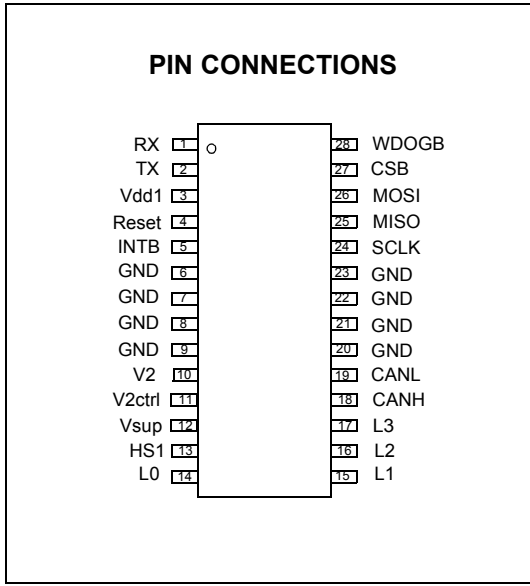 PIN CONNECTIONS
RX 1 28 WDOGB
TX 2 27 CSB
Vdd1 3 26 MOSI
Reset 4 25 MISO
INTB 5 24 SCLK
GND 6 23 GND
GND 7 22 GND
GND 8 21 GND
GND 9 20 GND
V2 10 19 CANL
V2ctrl 11 18 CANH
Vsup 12 17 L3
HS1 13 16 L2
L0 14 15 L1